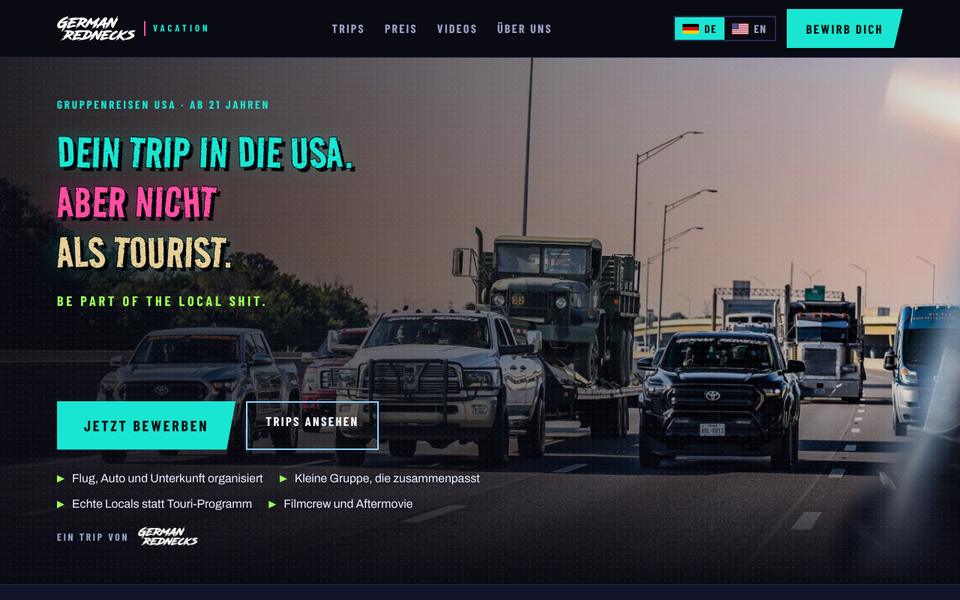 GERMAN REDNECKS
VACATION
TRIPS PREIS VIDEOS ÜBER UNS
DE EN
BEWIRB DICH
GRUPPENREISEN USA · AB 21 JAHREN
DEIN TRIP IN DIE USA.
ABER NICHT
ALS TOURIST.
BE PART OF THE LOCAL SHIT.
JETZT BEWERBEN
TRIPS ANSEHEN
Flug, Auto und Unterkunft organisiert
Kleine Gruppe, die zusammenpasst
Echte Locals statt Touri-Programm
Filmcrew und Aftermovie
EIN TRIP VON GERMAN REDNECKS
GERMAN REDNECKS